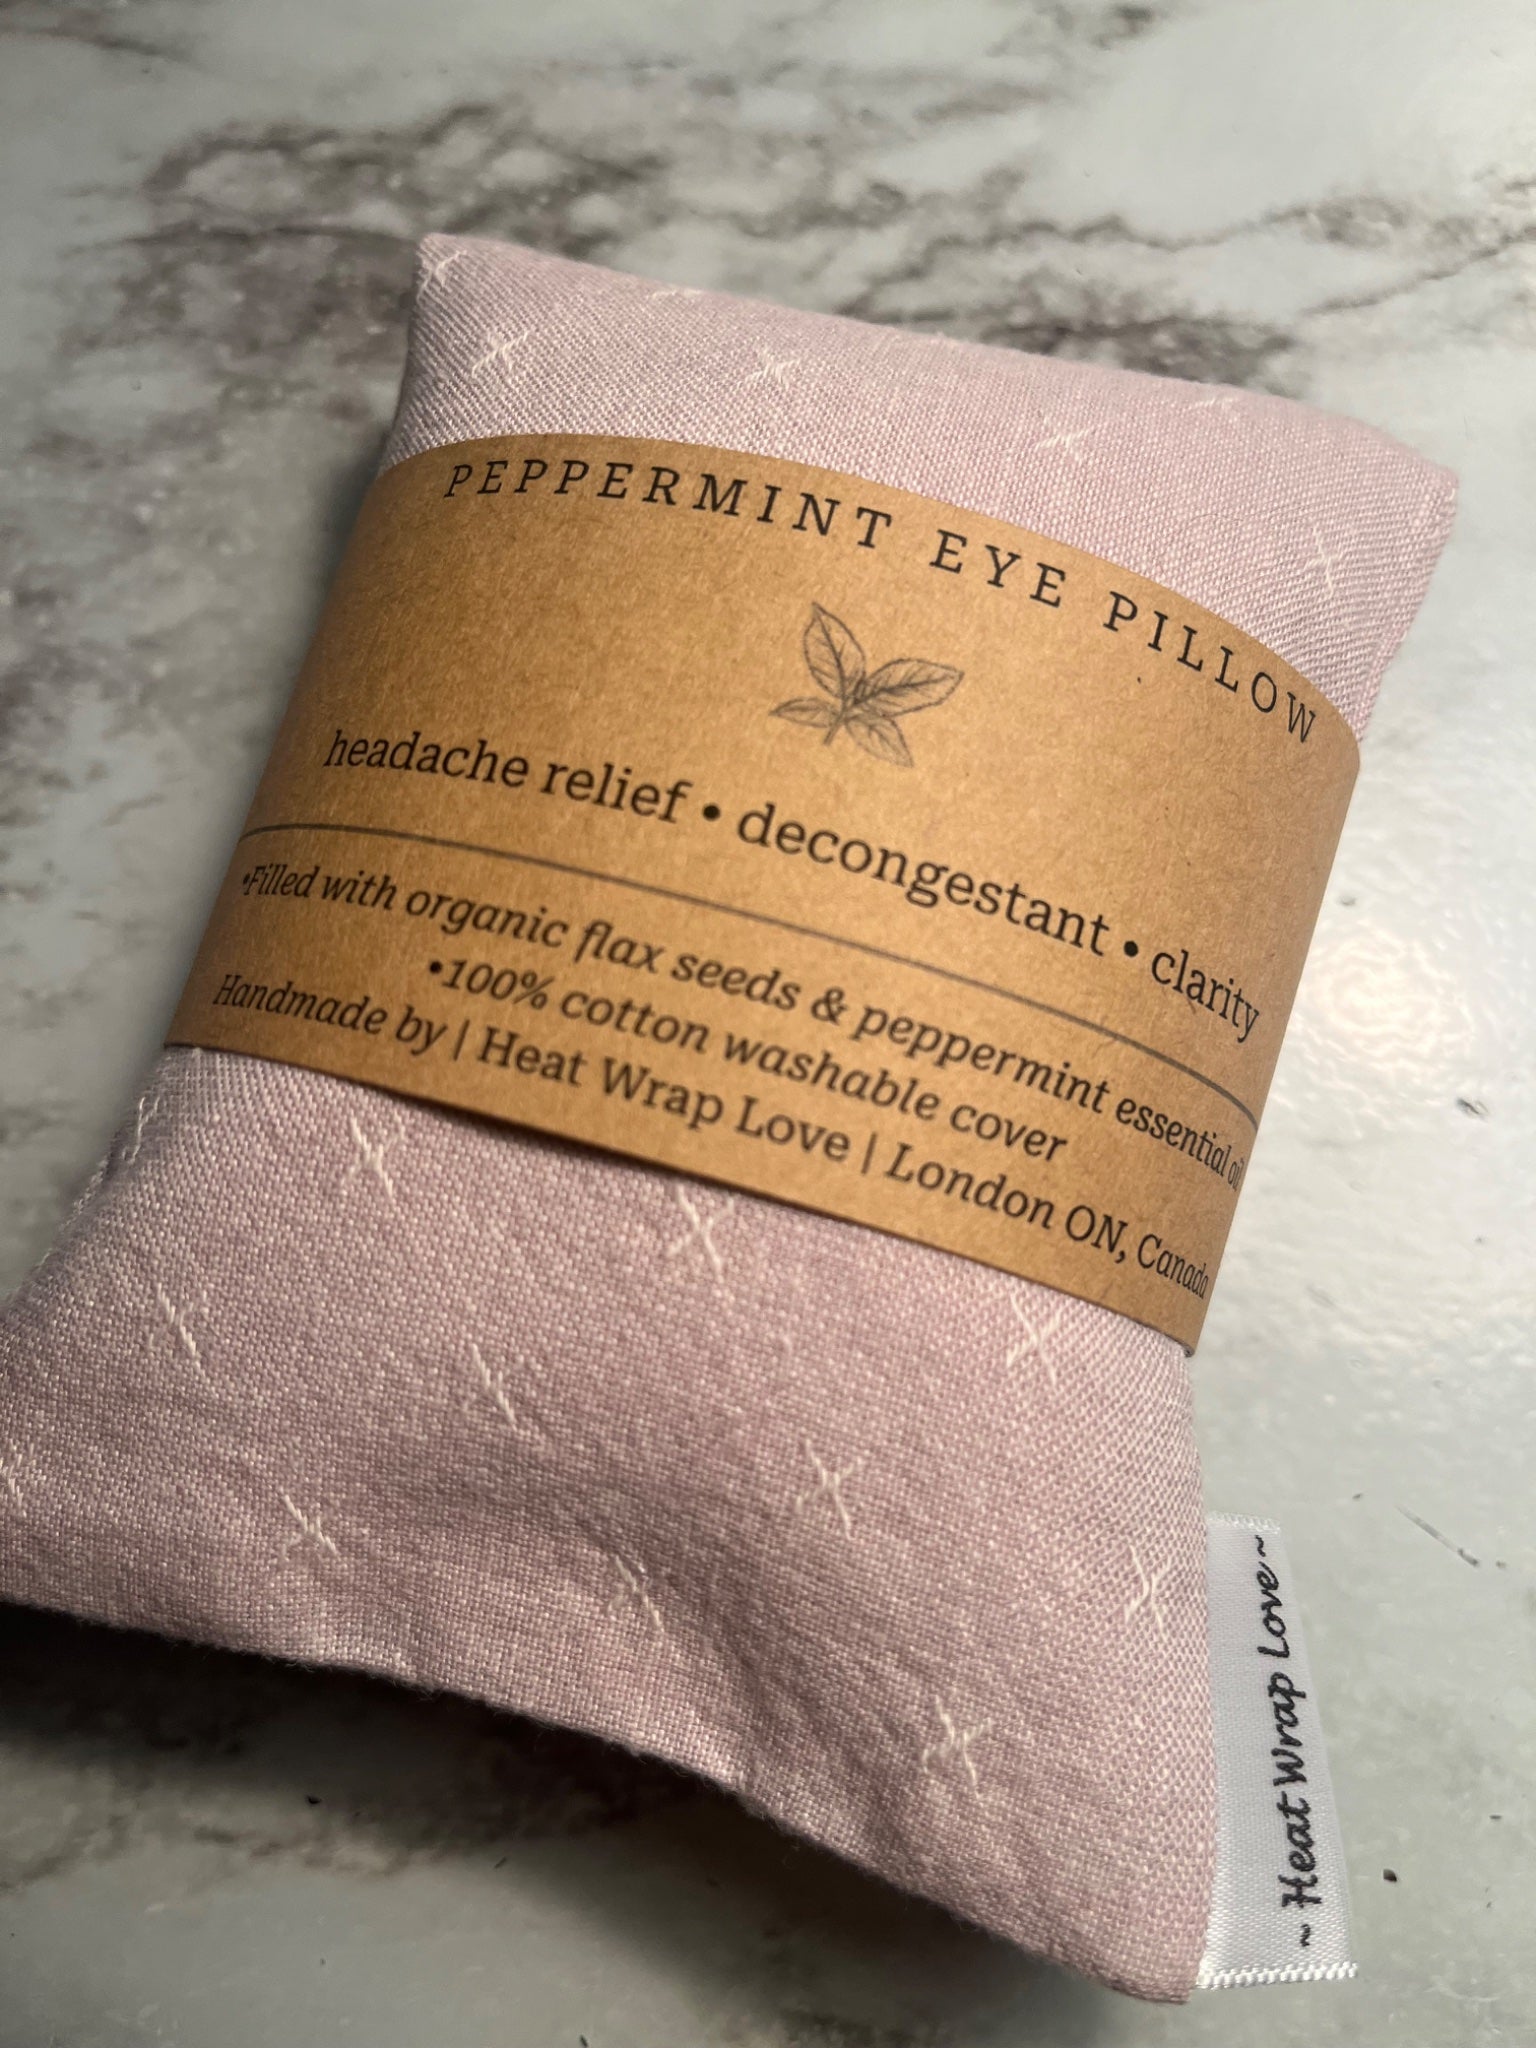 PEPPERMINT EYE PILLOW
headache relief • decongestant • clarity
•Filled with organic flax seeds & peppermint essential oil
•100% cotton washable cover
Handmade by | Heat Wrap Love | London ON, Canada
~ Heat Wrap Love ~